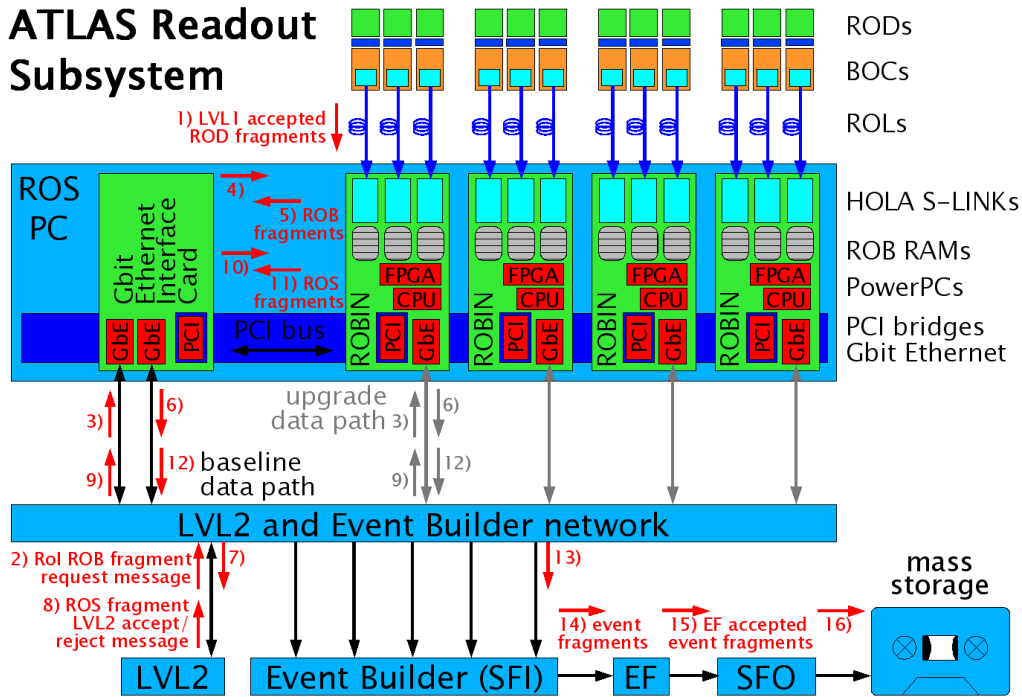 ATLAS Readout
Subsystem
RODs
BOCs
ROLs
1) LVL1 accepted
ROD fragments
ROS
PC
Gbit
Ethernet
Interface
Card
4)
5) ROB
fragments
10)
11) ROS
fragments
HOLA S-LINKs
ROB RAMs
PowerPCs
PCI bridges
Gbit Ethernet
GbE
GbE
PCI
PCI bus
ROBIN
FPGA
CPU
PCI
GbE
ROBIN
FPGA
CPU
PCI
GbE
ROBIN
FPGA
CPU
PCI
GbE
ROBIN
FPGA
CPU
PCI
GbE
3)
6)
9)
12)
baseline
data path
upgrade
data path
3)
6)
9)
12)
LVL2 and Event Builder network
2) RoI ROB fragment
request message
7)
8) ROS fragment
LVL2 accept/
reject message
13)
14) event
fragments
15) EF accepted
event fragments
16)
mass
storage
LVL2
Event Builder (SFI)
EF
SFO